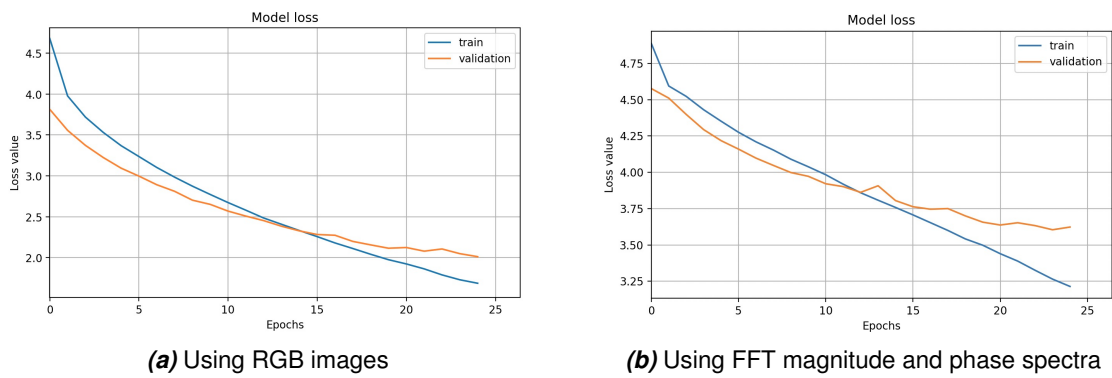 Model loss
train
validation
4.5
4.0
3.5
3.0
2.5
2.0
Loss value
0 5 10 15 20 25
Epochs
(a) Using RGB images
Model loss
train
validation
4.75
4.50
4.25
4.00
3.75
3.50
3.25
Loss value
0 5 10 15 20 25
Epochs
(b) Using FFT magnitude and phase spectra